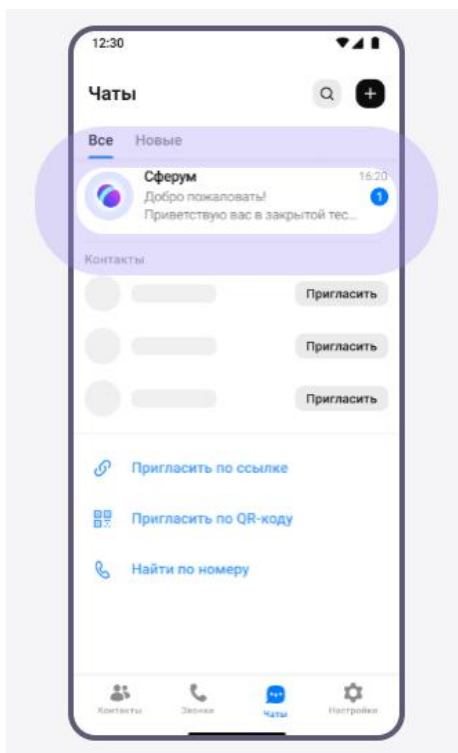 12:30
Чаты
Все Новые
Сферум 16:20
Добро пожаловать! 1
Приветствую вас в закрытой тес...
Контакты
Пригласить
Пригласить
Пригласить
Пригласить по ссылке
Пригласить по QR-коду
Найти по номеру
Контакты Звонки Чаты Настройки